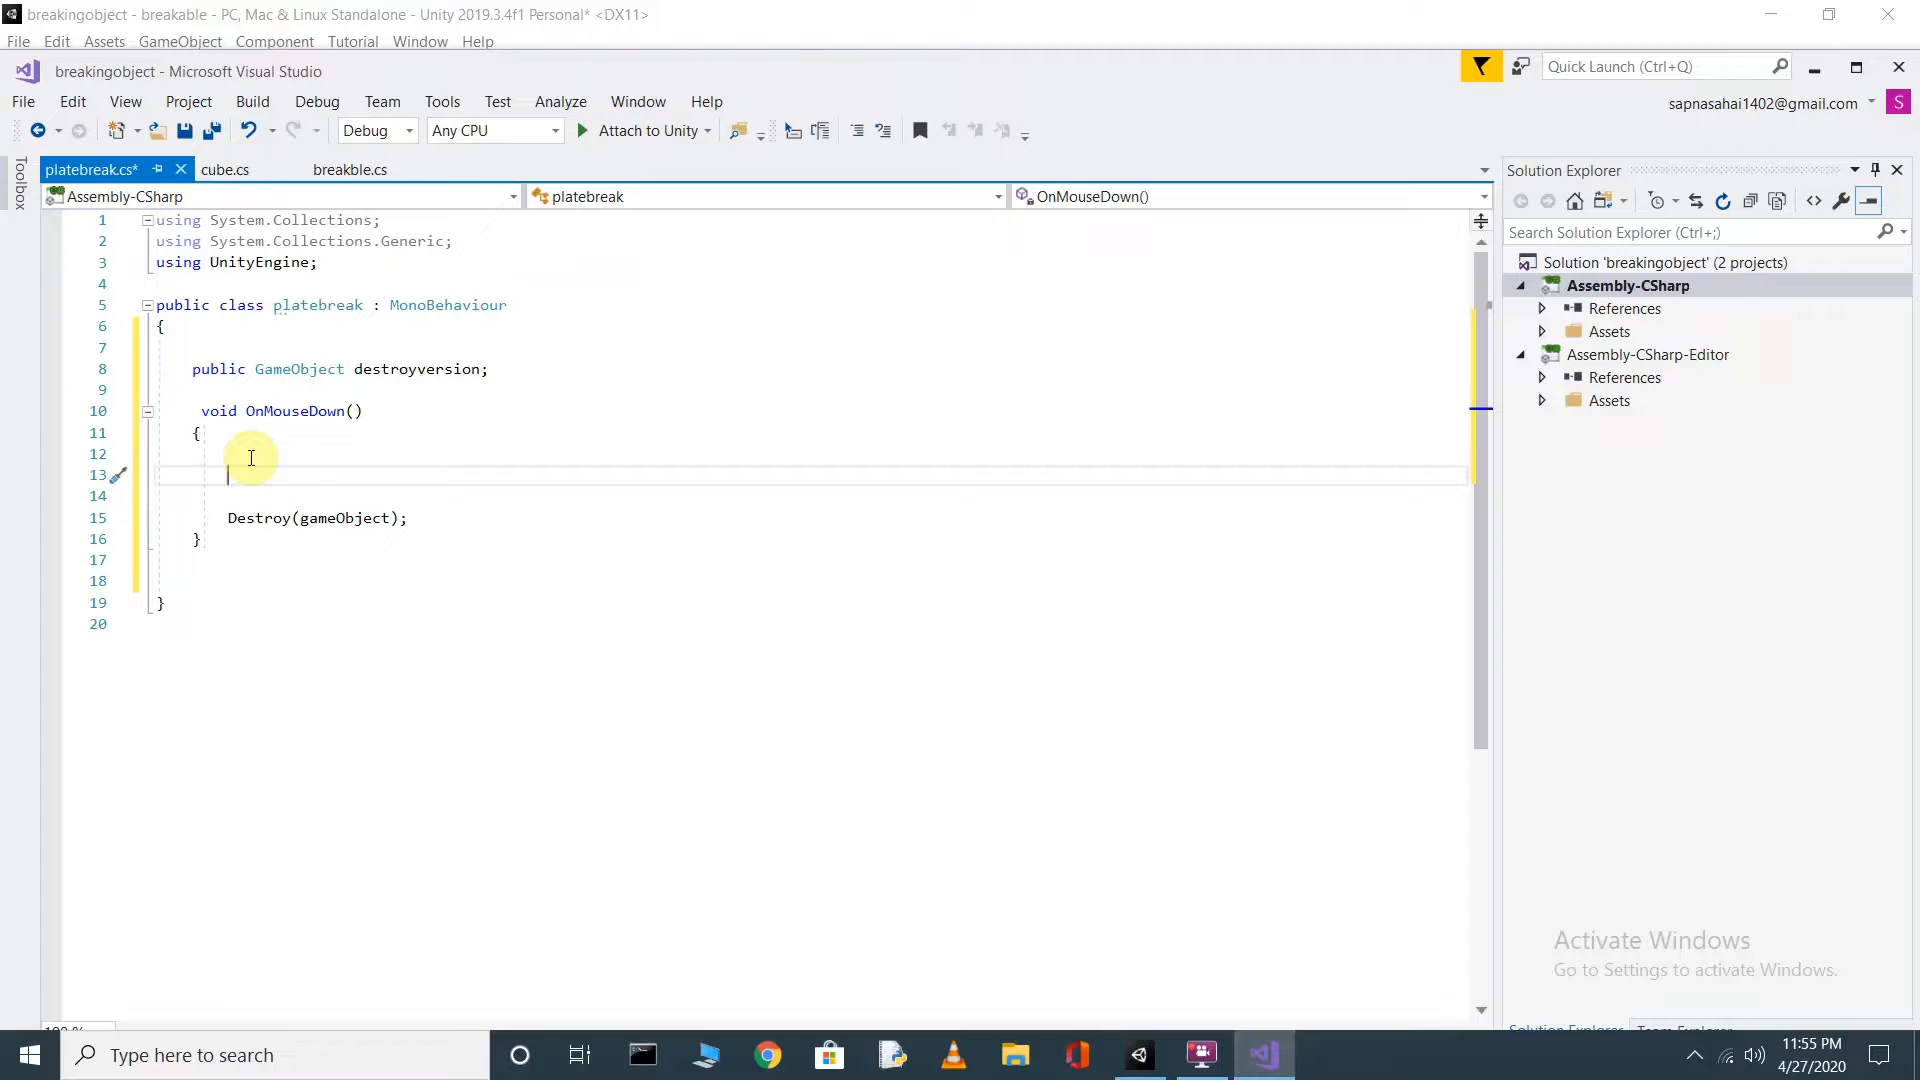 breakingobject - breakable - PC, Mac & Linux Standalone - Unity 2019.3.4f1 Personal* <DX11>
File Edit Assets GameObject Component Tutorial Window Help
breakingobject - Microsoft Visual Studio
Quick Launch (Ctrl+Q)
File Edit View Project Build Debug Team Tools Test Analyze Window Help
sapnasahai1402@gmail.com S
Debug Any CPU Attach to Unity
Toolbox
platebreak.cs* cube.cs breakble.cs
Assembly-CSharp platebreak OnMouseDown()
1 using System.Collections;
2 using System.Collections.Generic;
3 using UnityEngine;
4
5 public class platebreak : MonoBehaviour
6 {
7
8 public GameObject destroyversion;
9
10 void OnMouseDown()
11 {
12
13
14
15 Destroy(gameObject);
16 }
17
18
19 }
20
Solution Explorer
Search Solution Explorer (Ctrl+;)
Solution 'breakingobject' (2 projects)
Assembly-CSharp
References
Assets
Assembly-CSharp-Editor
References
Assets
Activate Windows
Go to Settings to activate Windows.
Solution Explorer Team Explorer
Type here to search
11:55 PM
4/27/2020